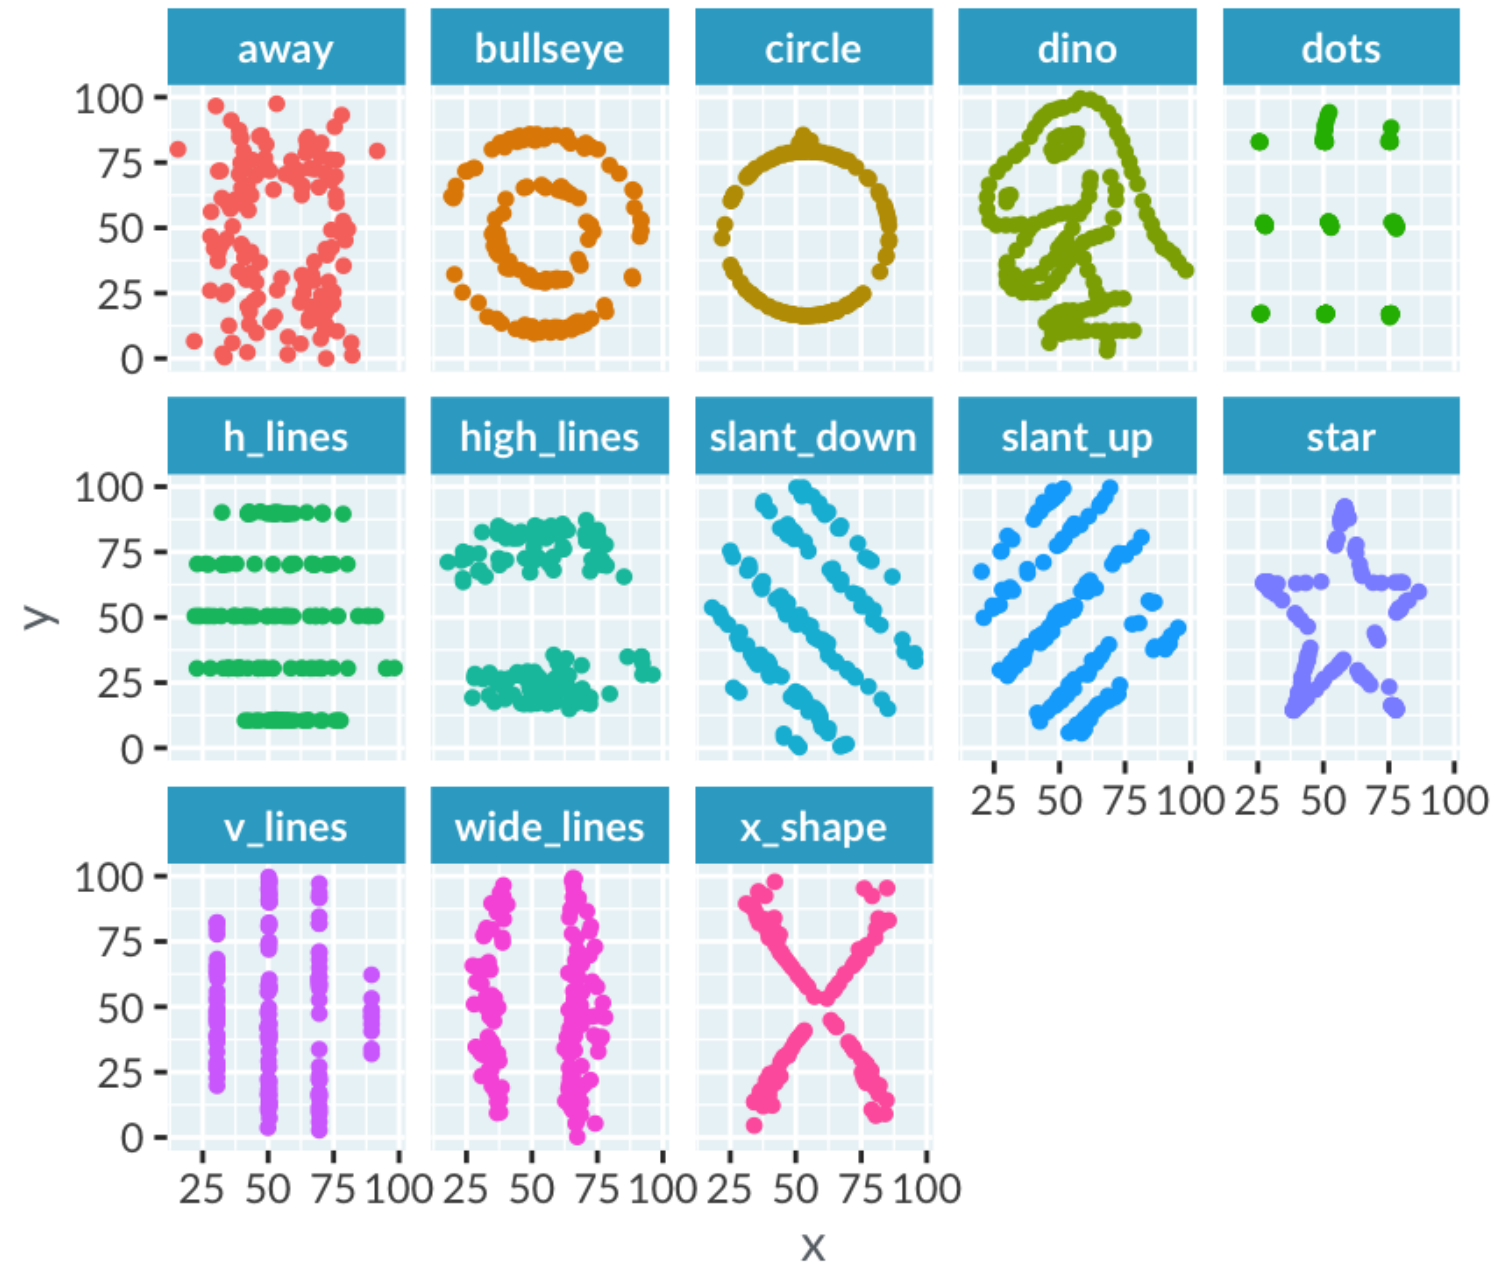 away bullseye circle dino dots
100
75
50
25
0
h_lines high_lines slant_down slant_up star
100
75
50
25
0
y
25 50 75 100 25 50 75 100
v_lines wide_lines x_shape
100
75
50
25
0
25 50 75 100 25 50 75 100 25 50 75 100
x